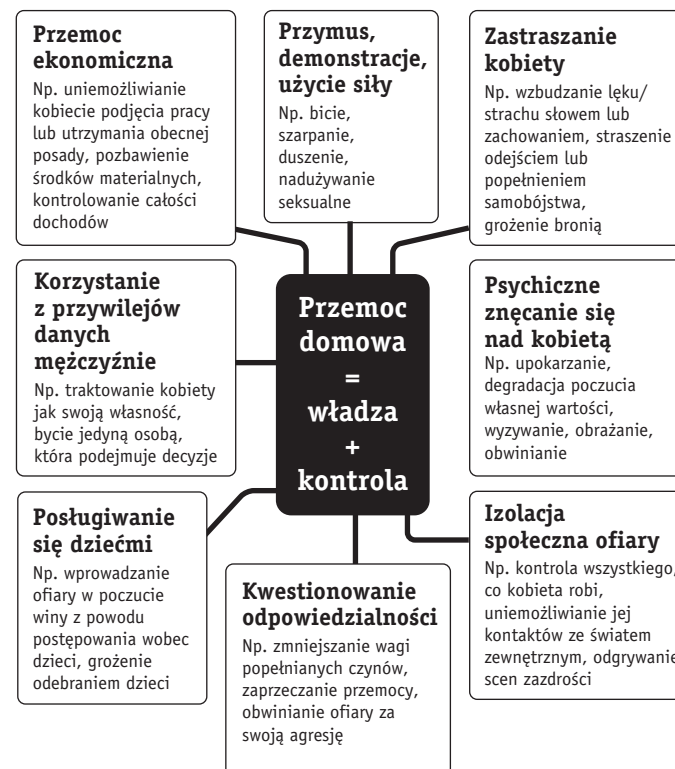 Przemoc
ekonomiczna
Np. uniemożliwianie
kobiecie podjęcia pracy
lub utrzymania obecnej
posady, pozbawienie
środków materialnych,
kontrolowanie całości
dochodów
Przymus,
demonstracje,
użycie siły
Np. bicie,
szarpanie,
duszenie,
nadużywanie
seksualne
Zastraszanie
kobiety
Np. wzbudzanie lęku/
strachu słowem lub
zachowaniem, straszenie
odejściem lub
popełnieniem
samobójstwa,
grożenie bronią
Korzystanie
z przywilejów
danych
mężczyźnie
Np. traktowanie kobiety
jak swoją własność,
bycie jedyną osobą,
która podejmuje decyzje
Przemoc
domowa
=
władza
+
kontrola
Psychiczne
znęcanie się
nad kobietą
Np. upokarzanie,
degradacja poczucia
własnej wartości,
wyzywanie, obrażanie,
obwinianie
Posługiwanie
się dziećmi
Np. wprowadzanie
ofiary w poczucie
winy z powodu
postępowania wobec
dzieci, grożenie
odebraniem dzieci
Kwestionowanie
odpowiedzialności
Np. zmniejszanie wagi
popełnianych czynów,
zaprzeczanie przemocy,
obwinianie ofiary za
swoją agresję
Izolacja
społeczna ofiary
Np. kontrola wszystkiego,
co kobieta robi,
uniemożliwianie jej
kontaktów ze światem
zewnętrznym, odgrywanie
scen zazdrości